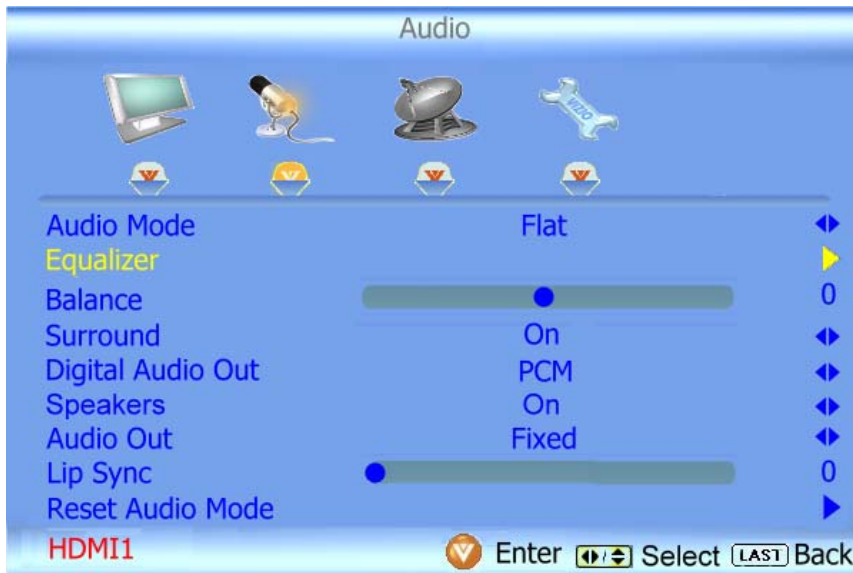 Audio
VIZIO
Audio Mode Flat
Equalizer
Balance 0
Surround On
Digital Audio Out PCM
Speakers On
Audio Out Fixed
Lip Sync 0
Reset Audio Mode
HDMI1 Enter Select LAST Back